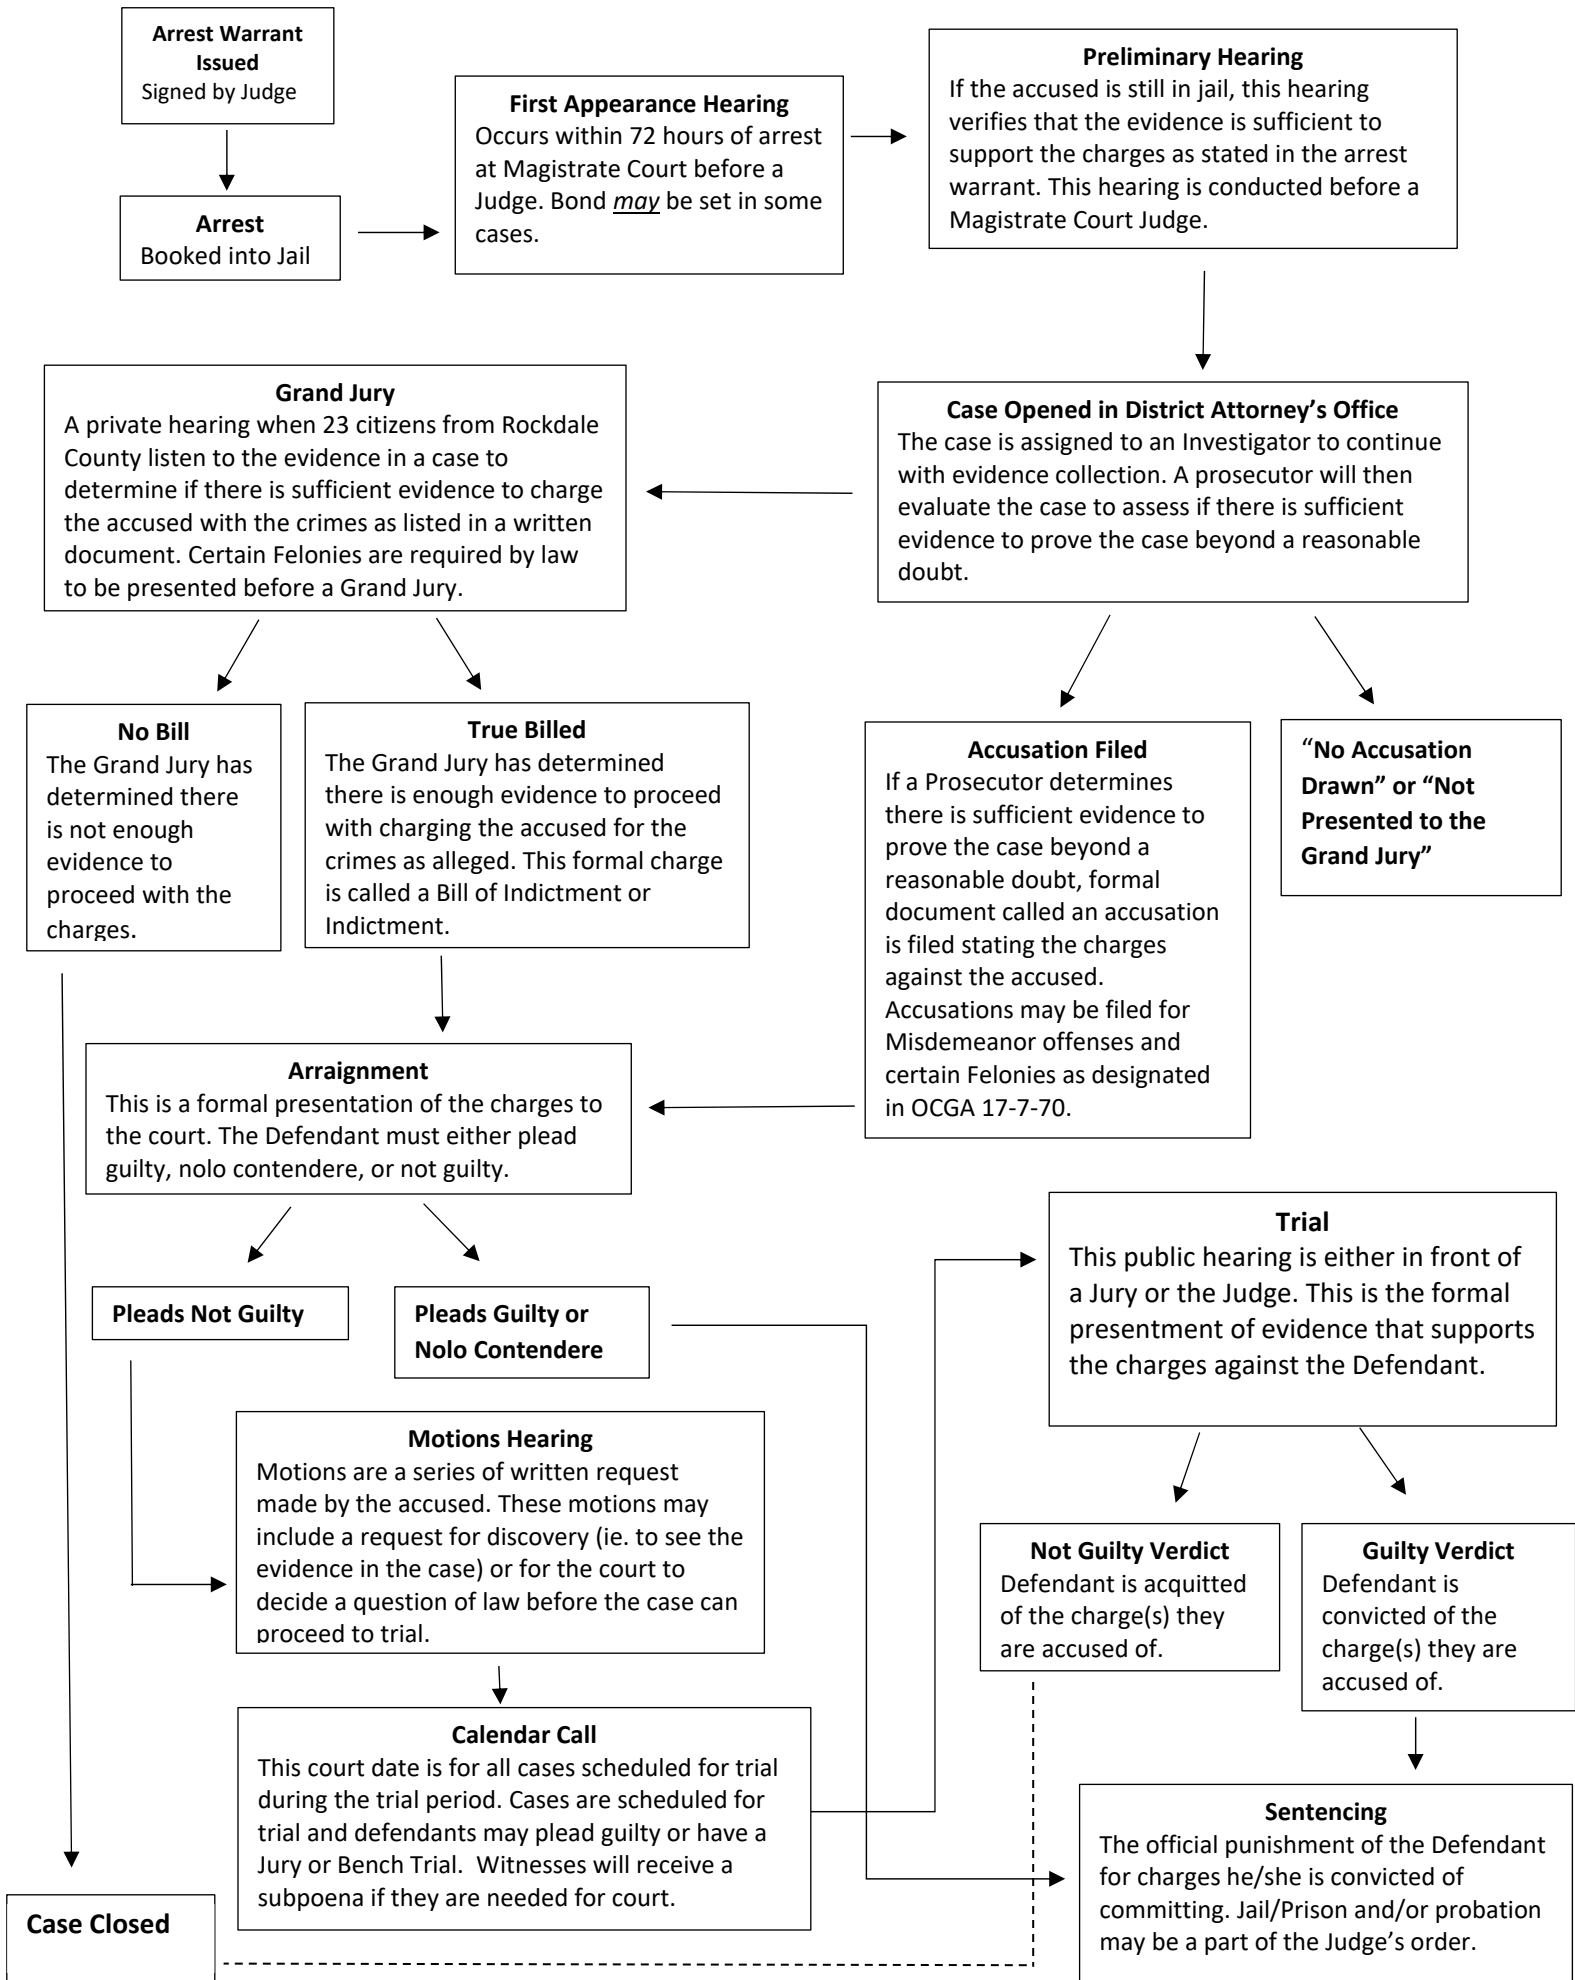 Arrest Warrant
Issued
Signed by Judge
Arrest
Booked into Jail
First Appearance Hearing
Occurs within 72 hours of arrest
at Magistrate Court before a
Judge. Bond may be set in some
cases.
Preliminary Hearing
If the accused is still in jail, this hearing
verifies that the evidence is sufficient to
support the charges as stated in the arrest
warrant. This hearing is conducted before a
Magistrate Court Judge.
Grand Jury
A private hearing when 23 citizens from Rockdale
County listen to the evidence in a case to
determine if there is sufficient evidence to charge
the accused with the crimes as listed in a written
document. Certain Felonies are required by law
to be presented before a Grand Jury.
Case Opened in District Attorney’s Office
The case is assigned to an Investigator to continue
with evidence collection. A prosecutor will then
evaluate the case to assess if there is sufficient
evidence to prove the case beyond a reasonable
doubt.
No Bill
The Grand Jury has
determined there
is not enough
evidence to
proceed with the
charges.
True Billed
The Grand Jury has determined
there is enough evidence to proceed
with charging the accused for the
crimes as alleged. This formal charge
is called a Bill of Indictment or
Indictment.
Accusation Filed
If a Prosecutor determines
there is sufficient evidence to
prove the case beyond a
reasonable doubt, formal
document called an accusation
is filed stating the charges
against the accused.
Accusations may be filed for
Misdemeanor offenses and
certain Felonies as designated
in OCGA 17-7-70.
“No Accusation
Drawn” or “Not
Presented to the
Grand Jury”
Arraignment
This is a formal presentation of the charges to
the court. The Defendant must either plead
guilty, nolo contendere, or not guilty.
Pleads Not Guilty
Pleads Guilty or
Nolo Contendere
Trial
This public hearing is either in front of
a Jury or the Judge. This is the formal
presentment of evidence that supports
the charges against the Defendant.
Motions Hearing
Motions are a series of written request
made by the accused. These motions may
include a request for discovery (ie. to see the
evidence in the case) or for the court to
decide a question of law before the case can
proceed to trial.
Not Guilty Verdict
Defendant is acquitted
of the charge(s) they
are accused of.
Guilty Verdict
Defendant is
convicted of the
charge(s) they are
accused of.
Calendar Call
This court date is for all cases scheduled for trial
during the trial period. Cases are scheduled for
trial and defendants may plead guilty or have a
Jury or Bench Trial.  Witnesses will receive a
subpoena if they are needed for court.
Sentencing
The official punishment of the Defendant
for charges he/she is convicted of
committing. Jail/Prison and/or probation
may be a part of the Judge’s order.
Case Closed